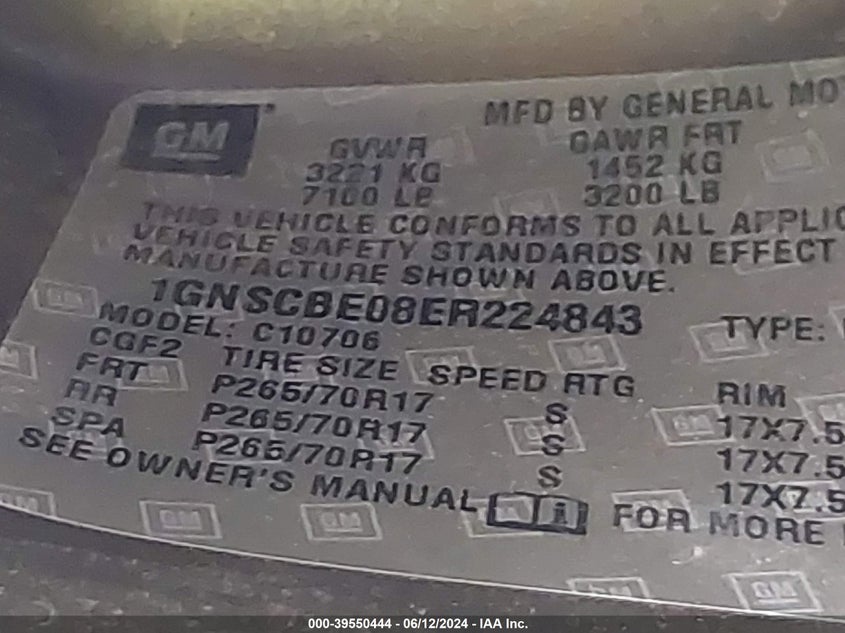 GM
MFD BY GENERAL MO
GVWR GAWR FRT
3221 KG 1452 KG
7100 LB 3200 LB
THIS VEHICLE CONFORMS TO ALL APPLIC
VEHICLE SAFETY STANDARDS IN EFFECT
MANUFACTURE SHOWN ABOVE.
1GNSCBE08ER224843 TYPE:
MODEL: C10706
CGF2 TIRE SIZE SPEED RTG RIM
FRT P265/70R17 S 17X7.5
RR P265/70R17 S 17X7.5
SPA P265/70R17 S 17X7.5
SEE OWNER'S MANUAL i FOR MORE
000-39550444 - 06/12/2024 - IAA Inc.